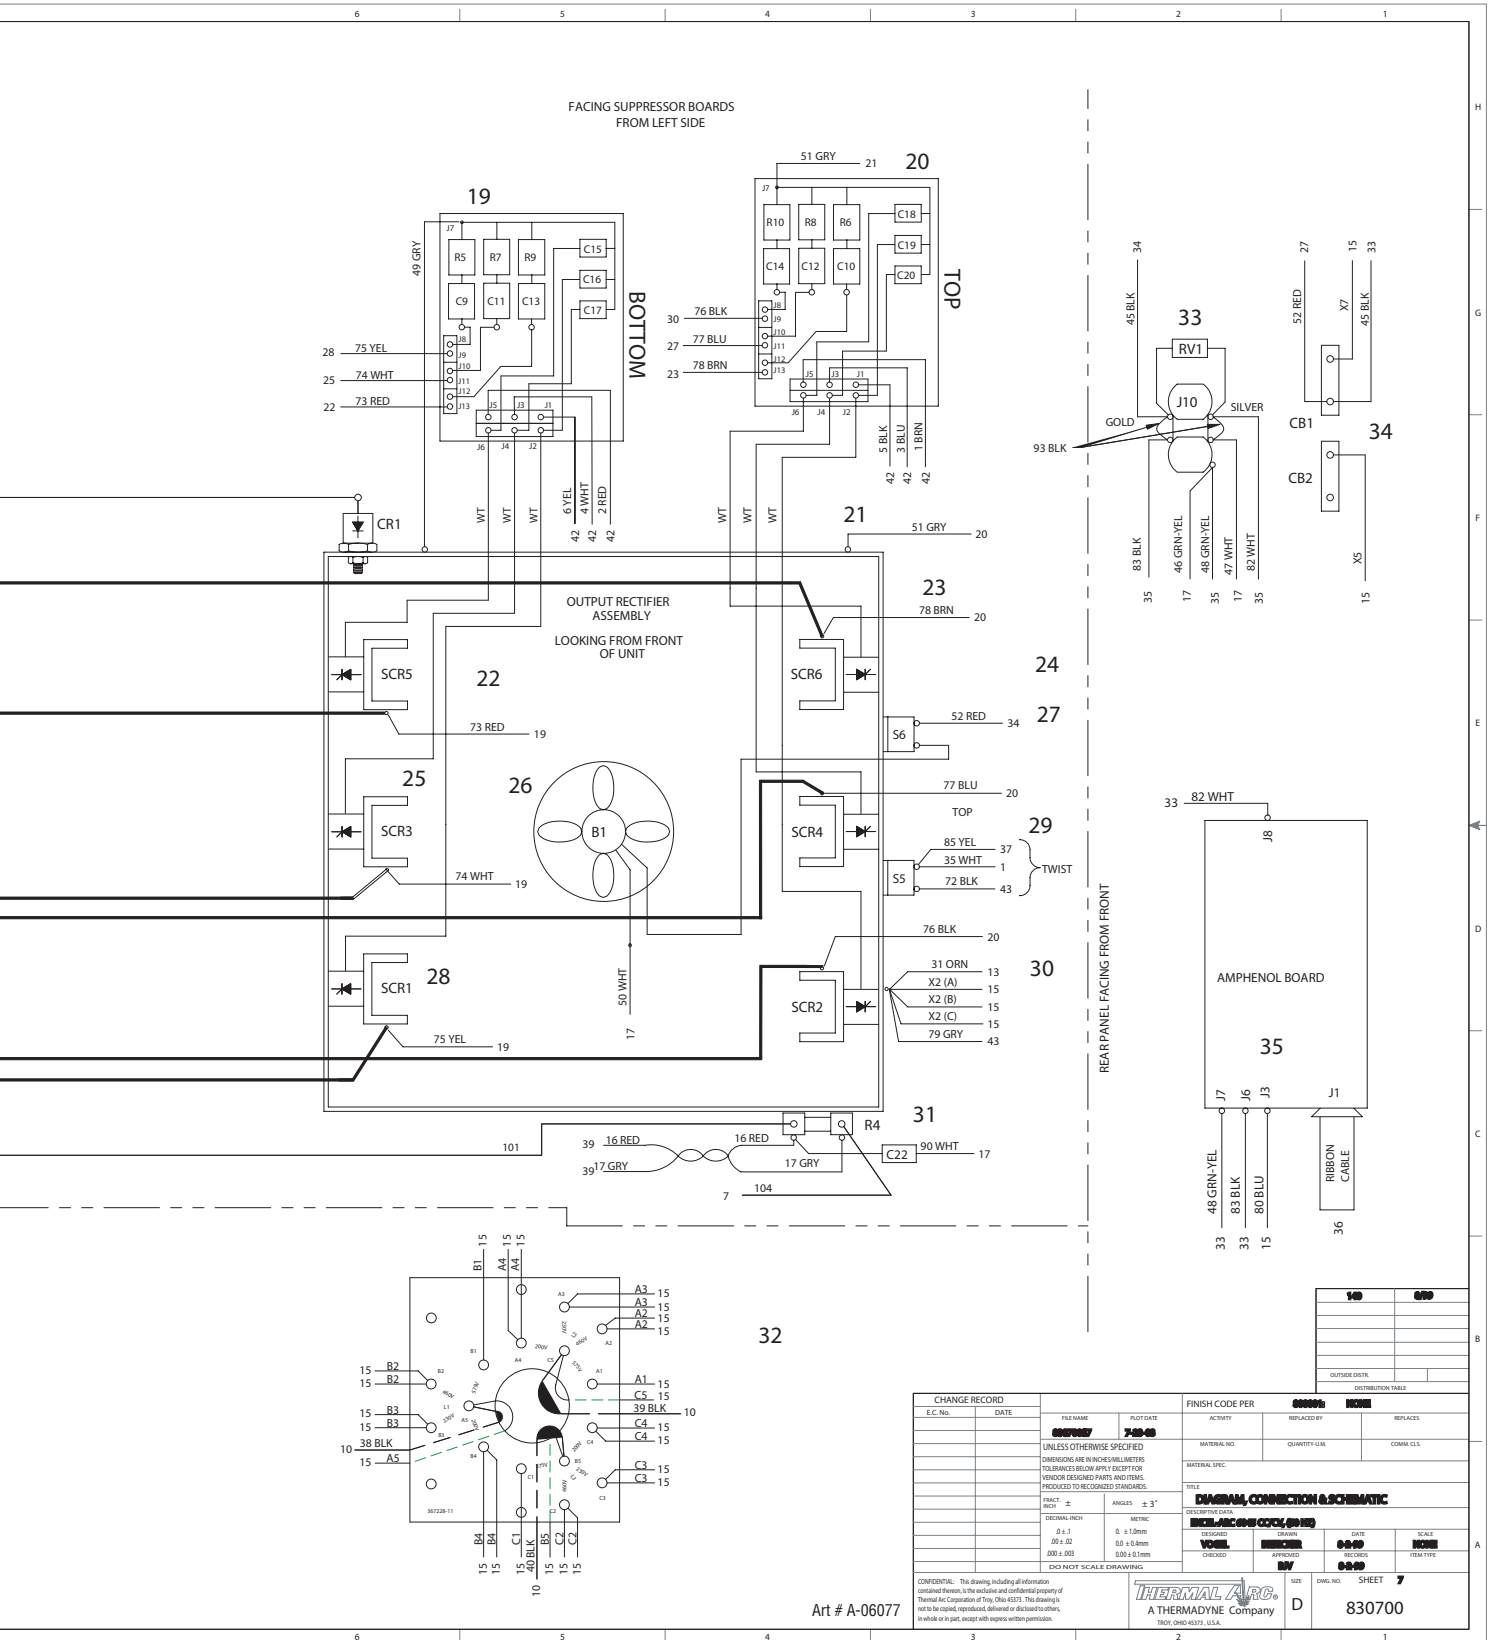 6 5 4 3 2 1
H
G
F
E
D
C
B
A
FACING SUPPRESSOR BOARDS
FROM LEFT SIDE
19
J7
49 GRY
R5 R7 R9
C9 C11 C13
C15
C16
C17
BOTTOM
J8
J9
J10
J11
J12
J13
28 75 YEL
25 74 WHT
22 73 RED
J5 J3 J1
J6 J4 J2
WT WT WT
6 YEL 42
4 WHT 42
2 RED 42
20
51 GRY 21
J7
R10 R8 R6
C14 C12 C10
C18
C19
C20
TOP
J8
J9
J10
J11
J12
J13
30 76 BLK
27 77 BLU
23 78 BRN
J5 J3 J1
J6 J4 J2
5 BLK 42
3 BLU 42
1 BRN 42
WT WT WT
CR1
21
51 GRY 20
OUTPUT RECTIFIER
ASSEMBLY
LOOKING FROM FRONT
OF UNIT
23
78 BRN 20
SCR5
22
73 RED 19
SCR6
24
27
S6
52 RED 34
25
26
SCR3
74 WHT 19
B1
50 WHT
17
SCR4
77 BLU 20
TOP
29
S5
85 YEL 37
35 WHT 1
72 BLK 43
TWIST
SCR1
28
75 YEL 19
SCR2
76 BLK 20
30
31 ORN 13
X2 (A) 15
X2 (B) 15
X2 (C) 15
79 GRY 43
REAR PANEL FACING FROM FRONT
31
R4
101
39 16 RED 16 RED
39 17 GRY 17 GRY
C22 90 WHT 17
7 104
34
45 BLK
33
RV1
J10
GOLD
SILVER
93 BLK
83 BLK 35
46 GRN-YEL 17
48 GRN-YEL 35
47 WHT 17
82 WHT 35
27 15 33
52 RED X7 45 BLK
CB1
34
CB2
X5
15
33 82 WHT
J8
AMPHENOL BOARD
35
J7 J6 J3 J1
48 GRN-YEL 33
83 BLK 33
80 BLU 15
RIBBON
CABLE
36
32
B1 15
A4 15
A4 15
A3 15
A3 15
A2 15
A2 15
A1 15
C5 15
39 BLK 10
C4 15
C4 15
C3 15
C3 15
15 B2
15 B2
15 B3
15 B3
10 38 BLK
15 A5
B4 15
B4 15
C1 15
40 BLK 10
B5 15
C2 15
C2 15
367228-11
Art # A-06077
OUTSIDE DISTR.
DISTRIBUTION TABLE
CHANGE RECORD
E.C. No. DATE
FILE NAME PLOT DATE
UNLESS OTHERWISE SPECIFIED
DIMENSIONS ARE IN INCHES/MILLIMETERS
TOLERANCES BELOW APPLY EXCEPT FOR
VENDOR DESIGNED PARTS AND ITEMS.
PRODUCED TO RECOGNIZED STANDARDS.
FRACT. INCH ± ANGLES ± 3°
DECIMAL-INCH METRIC
.0 ± .1 0. ± 1.0mm
.00 ± .02 0.0 ± 0.4mm
.000 ± .003 0.00 ± 0.1mm
DO NOT SCALE DRAWING
FINISH CODE PER NONE
ACTIVITY REPLACED BY REPLACES
MATERIAL NO. QUANTITY-U.M. COMM. CLS.
MATERIAL SPEC.
TITLE
DIAGRAM, CONNECTION & SCHEMATIC
DESCRIPTIVE DATA
DESIGNED DRAWN DATE SCALE
VOGEL NONE
CHECKED APPROVED RECORDS ITEM TYPE
CONFIDENTIAL: This drawing, including all information
contained thereon, is the exclusive and confidential property of
Thermal Arc Corporation of Troy, Ohio 45373. This drawing is
not to be copied, reproduced, delivered or disclosed to others,
in whole or in part, except with express written permission.
THERMAL ARC®
A THERMADYNE Company
TROY, OHIO 45373, U.S.A.
SIZE
D
DWG. NO. SHEET 7
830700